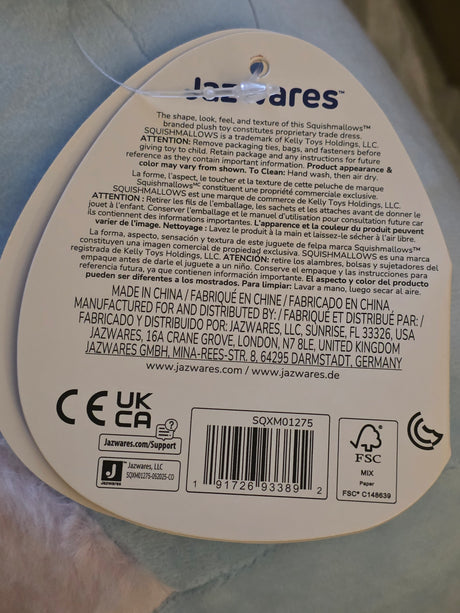 Jazwares™
The shape, look, feel, and texture of this Squishmallows™
branded plush toy constitutes proprietary trade dress.
SQUISHMALLOWS is a trademark of Kelly Toys Holdings, LLC.
ATTENTION: Remove packaging ties, bags, and fasteners before
giving toy to child. Retain package and any instructions for future
reference as they contain important information. Product appearance &
color may vary from shown. To Clean: Hand wash, then air dry.
La forme, l'aspect, le toucher et la texture de cette peluche de marque
Squishmallowsᴹᶜ constituent une propriété commerciale exclusive.
SQUISHMALLOWS est une marque de commerce de Kelly Toys Holdings, LLC.
ATTENTION : Retirer les fils de l'emballage, les sachets et les attaches avant de donner le
jouet à l'enfant. Conserver l'emballage et le manuel d'utilisation pour consultation future car
ils contiennent des informations importantes. L'apparence et la couleur du produit peuvent
varier de l'image. Nettoyage : Lavez le produit à la main et laissez-le sécher à l'air libre.
La forma, aspecto, sensación y textura de este juguete de felpa marca Squishmallows™
constituyen una imagen comercial de propiedad exclusiva. SQUISHMALLOWS es una marca
registrada de Kelly Toys Holdings, LLC. ATENCIÓN: retire los alambres, bolsas y sujetadores del
empaque antes de darle el juguete a un niño. Conserve el empaque y las instrucciones para
referencia futura, ya que contienen información importante. El aspecto y color del producto
pueden ser diferentes a los mostrados. Para limpiar: Lavar a mano, luego secar al aire.
MADE IN CHINA / FABRIQUÉ EN CHINE / FABRICADO EN CHINA
MANUFACTURED FOR AND DISTRIBUTED BY: / FABRIQUÉ ET DISTRIBUÉ PAR: /
FABRICADO Y DISTRIBUIDO POR: JAZWARES, LLC, SUNRISE, FL 33326, USA
JAZWARES, 16A CRANE GROVE, LONDON, N7 8LE, UNITED KINGDOM
JAZWARES GMBH, MINA-REES-STR. 8, 64295 DARMSTADT, GERMANY
www.jazwares.com / www.jazwares.de
CE
UK
CA
?
Jazwares.com/Support
J
Jazwares
Jazwares, LLC
SQXM01275-052025-CO
SQXM01275
1 91726 93389 2
FSC
MIX
Paper
FSC® C148639